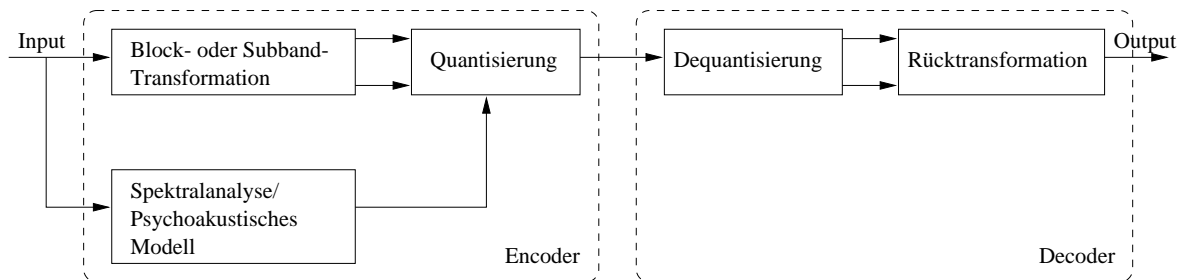 Input
Block- oder Subband-
Transformation
Quantisierung
Spektralanalyse/
Psychoakustisches
Modell
Encoder
Dequantisierung
Rücktransformation
Output
Decoder